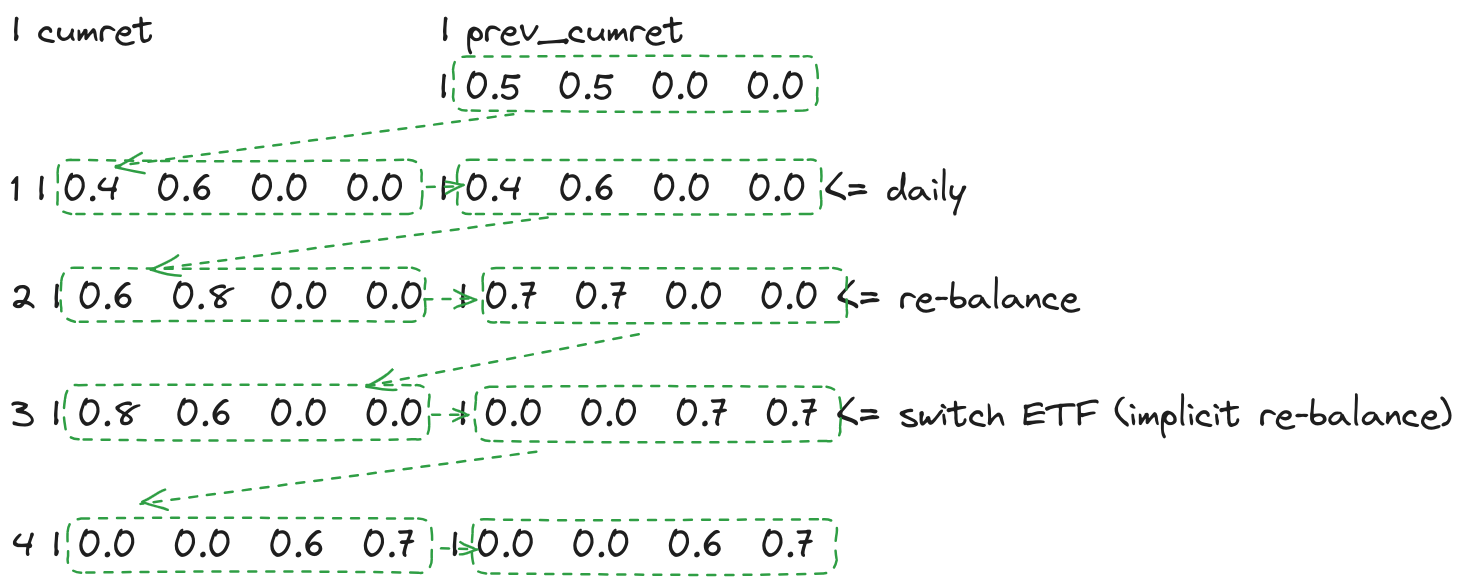 | cumret | prev_cumret
| 0.5 0.5 0.0 0.0
1 | 0.4 0.6 0.0 0.0 | 0.4 0.6 0.0 0.0 <= daily
2 | 0.6 0.8 0.0 0.0 | 0.7 0.7 0.0 0.0 <= re-balance
3 | 0.8 0.6 0.0 0.0 | 0.0 0.0 0.7 0.7 <= switch ETF (implicit re-balance)
4 | 0.0 0.0 0.6 0.7 | 0.0 0.0 0.6 0.7